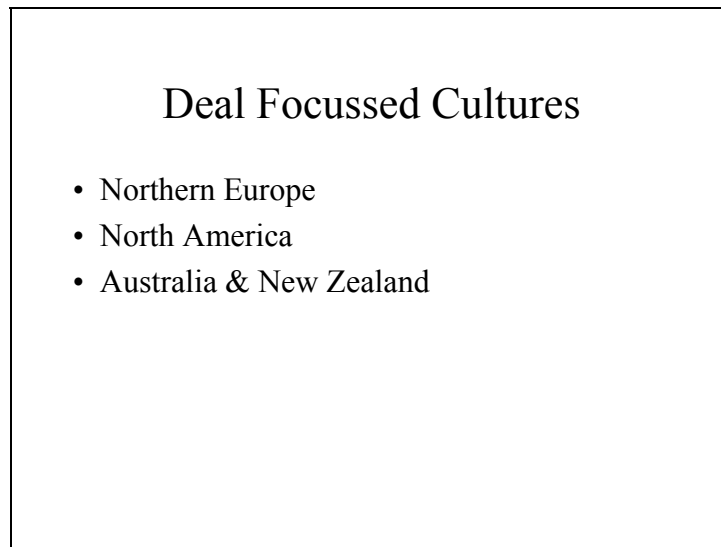 Deal Focussed Cultures
• Northern Europe
• North America
• Australia & New Zealand